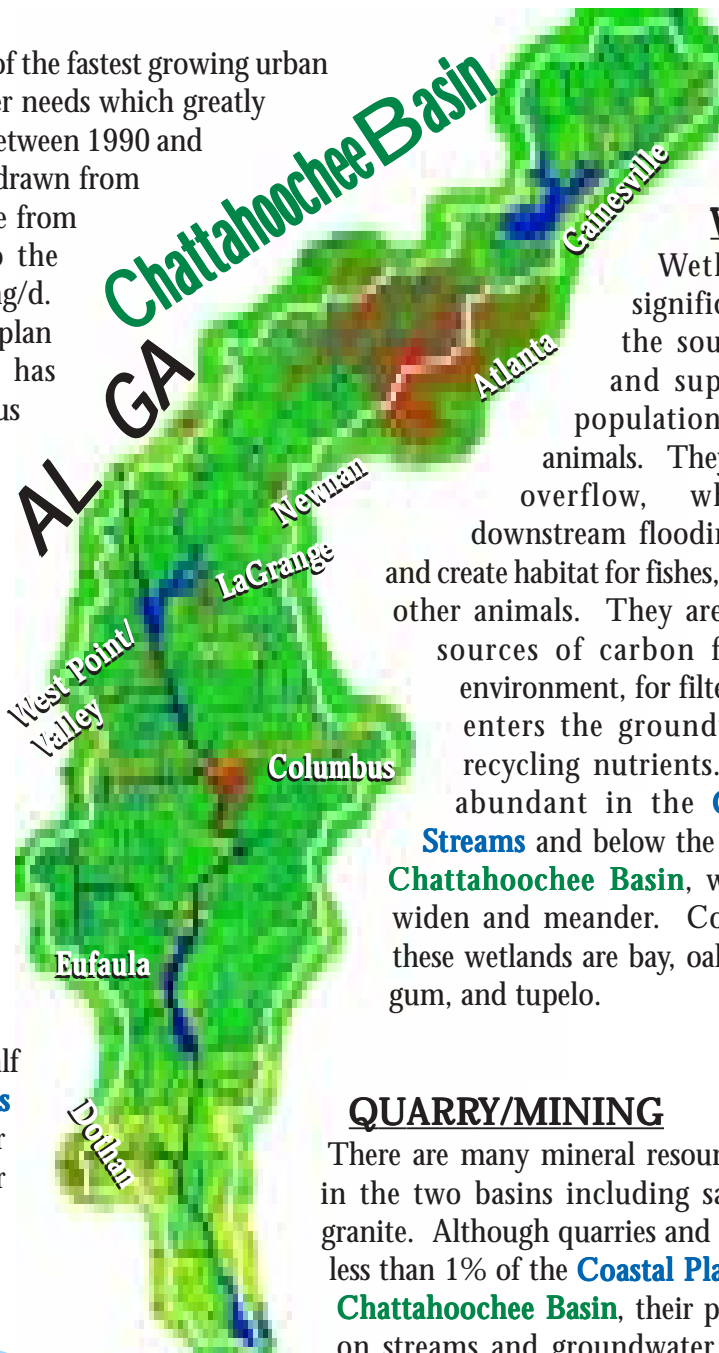 of the fastest growing urban
needs which greatly
between 1990 and
drawn from
from
the
plan
has
Chattahoochee Basin
AL GA
Gainesville
Atlanta
Newnan
LaGrange
West Point/
Valley
Columbus
Eufaula
Dothan
Wetl
signific
the sou
and sup
population
animals. They
overflow, wh
downstream floodin
and create habitat for fishes,
other animals. They are
sources of carbon f
environment, for filte
enters the ground
recycling nutrients.
abundant in the
Streams and below the
Chattahoochee Basin, w
widen and meander. Co
these wetlands are bay, oak
gum, and tupelo.
QUARRY/MINING
There are many mineral resour
in the two basins including sa
granite. Although quarries and
less than 1% of the Coastal Pla
Chattahoochee Basin, their p
on streams and groundwater